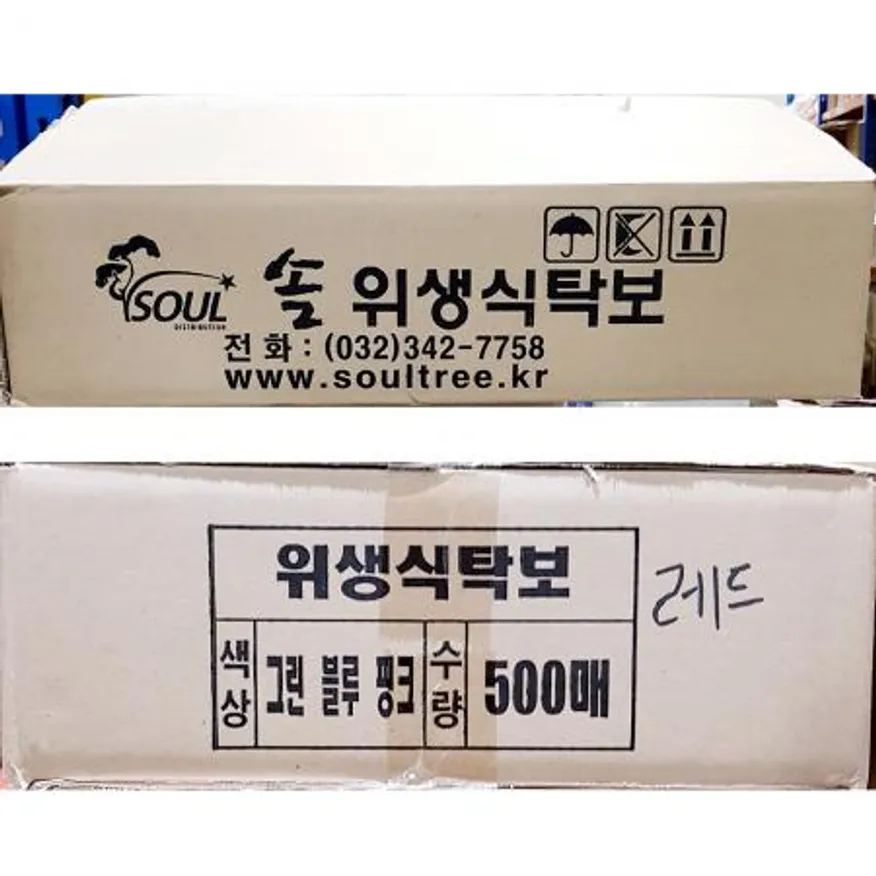 SOUL
DISTRIBUTION
솔 위생식탁보
전화 : (032)342-7758
www.soultree.kr
위생식탁보
레드
색상 그린 블루 핑크 수량 500매